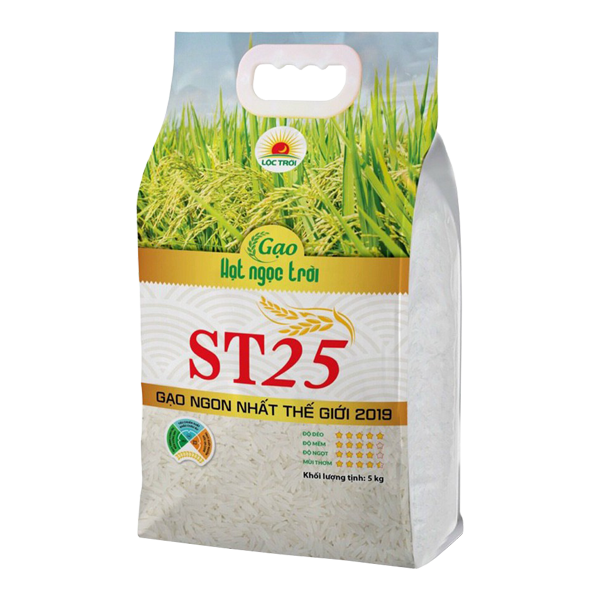 LỘC TRỜI
Gạo
Hạt ngọc trời
ST25
GẠO NGON NHẤT THẾ GIỚI 2019
ĐỘ DẺO
ĐỘ MỀM
ĐỘ NGỌT
MÙI THƠM
Khối lượng tịnh: 5 kg